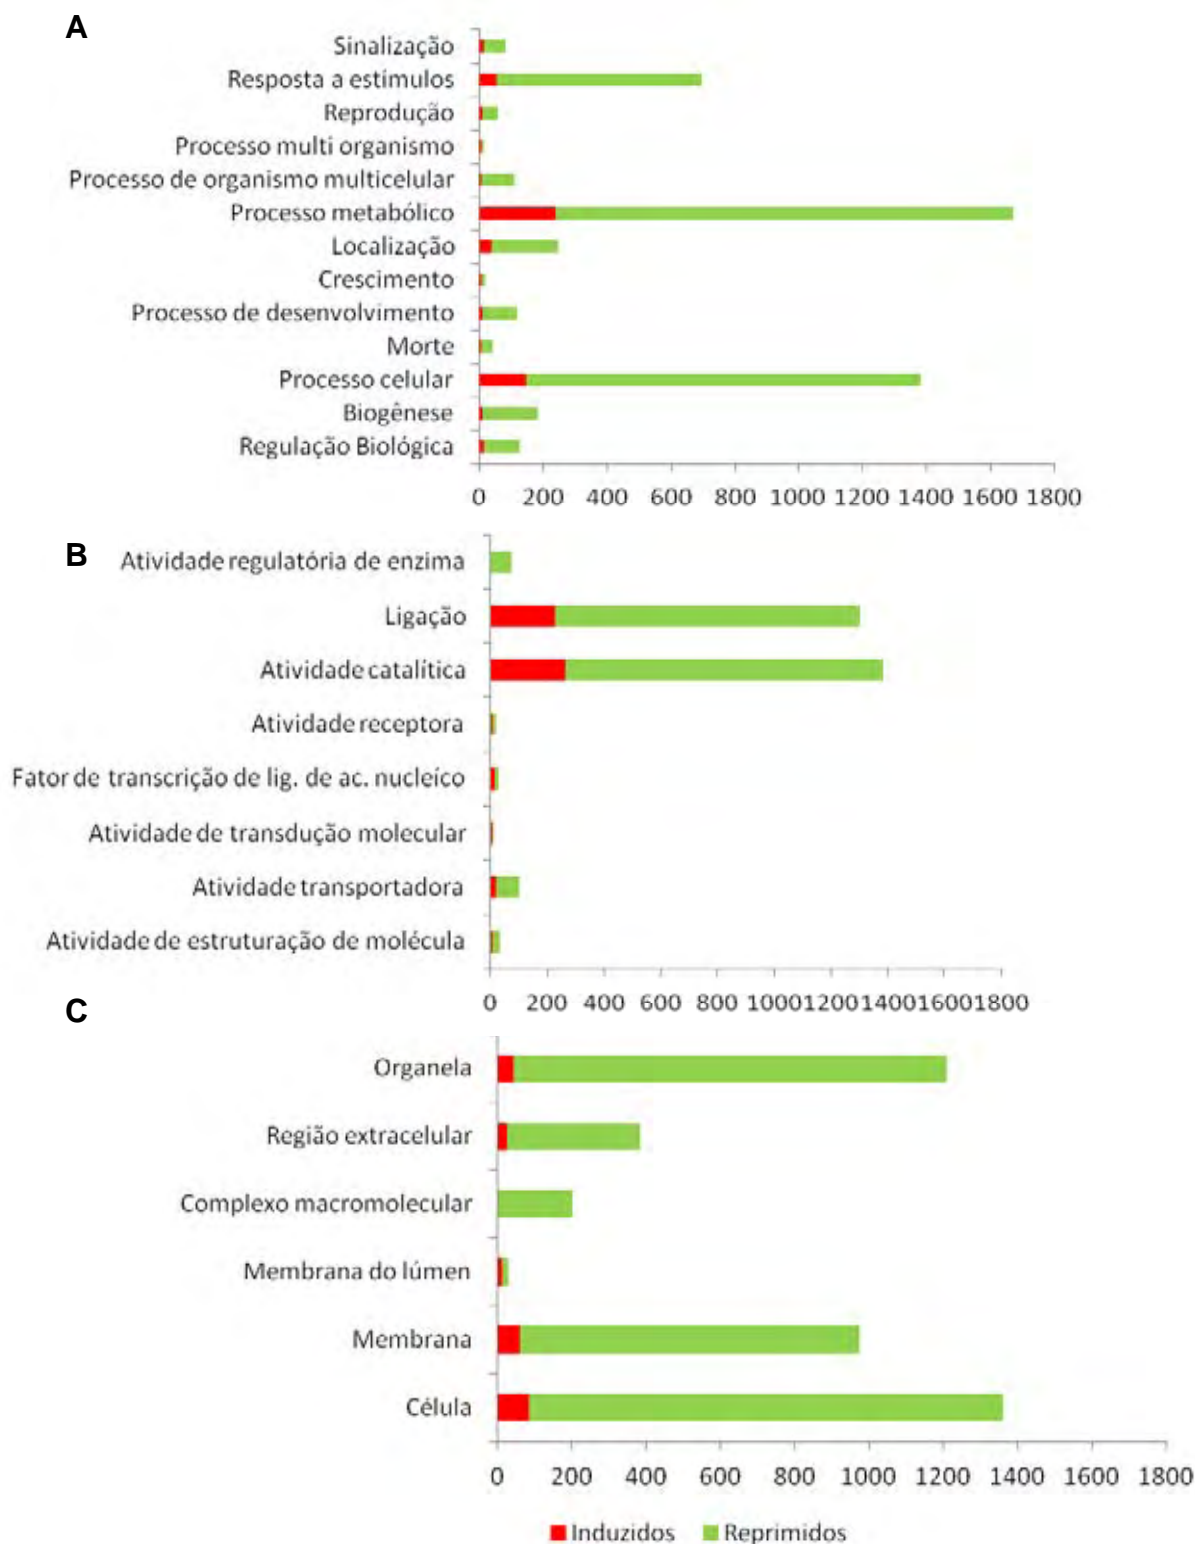 A
Sinalização
Resposta a estímulos
Reprodução
Processo multi organismo
Processo de organismo multicelular
Processo metabólico
Localização
Crescimento
Processo de desenvolvimento
Morte
Processo celular
Biogênese
Regulação Biológica
0 200 400 600 800 1000 1200 1400 1600 1800
B
Atividade regulatória de enzima
Ligação
Atividade catalítica
Atividade receptora
Fator de transcrição de lig. de ac. nucleíco
Atividade de transdução molecular
Atividade transportadora
Atividade de estruturação de molécula
0 200 400 600 800 1000 1200 1400 1600 1800
C
Organela
Região extracelular
Complexo macromolecular
Membrana do lúmen
Membrana
Célula
0 200 400 600 800 1000 1200 1400 1600 1800
Induzidos Reprimidos